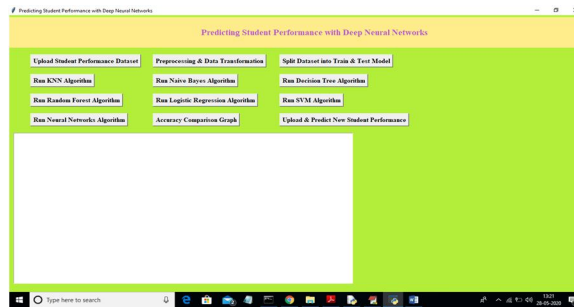 Predicting Student Performance with Deep Neural Networks
Predicting Student Performance with Deep Neural Networks
Upload Student Performance Dataset
Preprocessing & Data Transformation
Split Dataset into Train & Test Model
Run KNN Algorithm
Run Naive Bayes Algorithm
Run Decision Tree Algorithm
Run Random Forest Algorithm
Run Logistic Regression Algorithm
Run SVM Algorithm
Run Neural Networks Algorithm
Accuracy Comparison Graph
Upload & Predict New Student Performance
Type here to search
13:21
28-05-2020